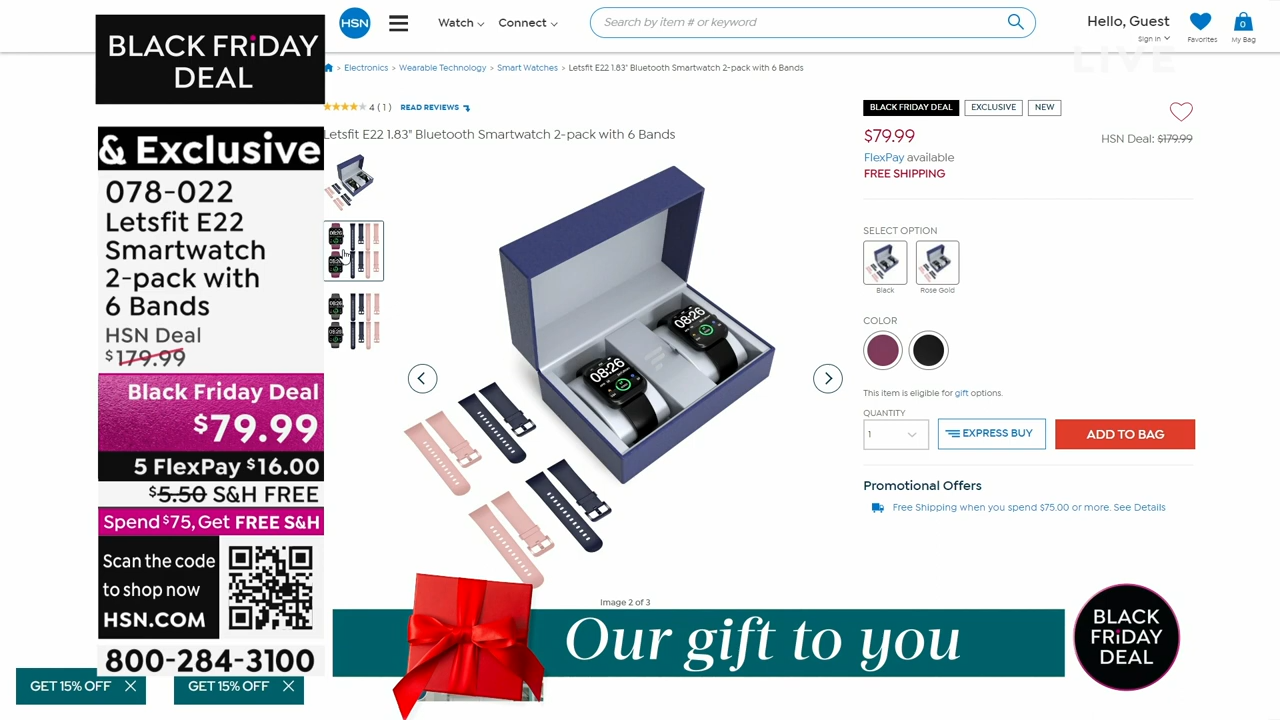 BLACK FRiDAY
DEAL
HSN
Watch
Connect
Search by item # or keyword
Hello, Guest
Sign in
Favorites
0
My Bag
LIVE
> Electronics > Wearable Technology > Smart Watches > Letsfit E22 1.83" Bluetooth Smartwatch 2-pack with 6 Bands
4 ( 1 ) READ REVIEWS
Letsfit E22 1.83" Bluetooth Smartwatch 2-pack with 6 Bands
& Exclusive
078-022
Letsfit E22
Smartwatch
2-pack with
6 Bands
HSN Deal
$179.99
Black Friday Deal
$79.99
5 FlexPay $16.00
$5.50 S&H FREE
Spend $75, Get FREE S&H
Scan the code
to shop now
HSN.COM
800-284-3100
GET 15% OFF
GET 15% OFF
08:26
08:26
Image 2 of 3
BLACK FRIDAY DEAL
EXCLUSIVE
NEW
$79.99
HSN Deal: $179.99
FlexPay available
FREE SHIPPING
SELECT OPTION
Black
Rose Gold
COLOR
This item is eligible for gift options.
QUANTITY
1
EXPRESS BUY
ADD TO BAG
Promotional Offers
Free Shipping when you spend $75.00 or more. See Details
Our gift to you
BLACK
FRiDAY
DEAL